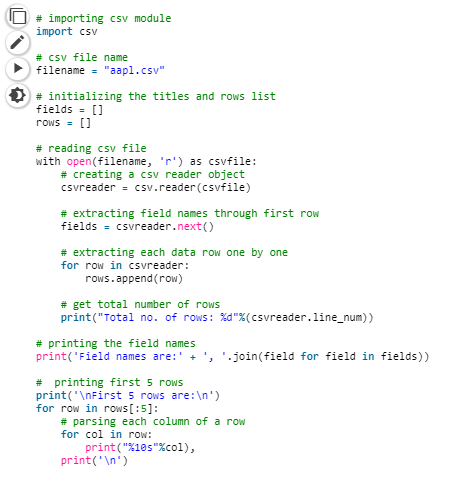 # importing csv module
import csv

# csv file name
filename = "aapl.csv"

# initializing the titles and rows list
fields = []
rows = []

# reading csv file
with open(filename, 'r') as csvfile:
    # creating a csv reader object
    csvreader = csv.reader(csvfile)

    # extracting field names through first row
    fields = csvreader.next()

    # extracting each data row one by one
    for row in csvreader:
        rows.append(row)

    # get total number of rows
    print("Total no. of rows: %d"%(csvreader.line_num))

# printing the field names
print('Field names are:' + ', '.join(field for field in fields))

#  printing first 5 rows
print('\nFirst 5 rows are:\n')
for row in rows[:5]:
    # parsing each column of a row
    for col in row:
        print("%10s"%col),
    print('\n')